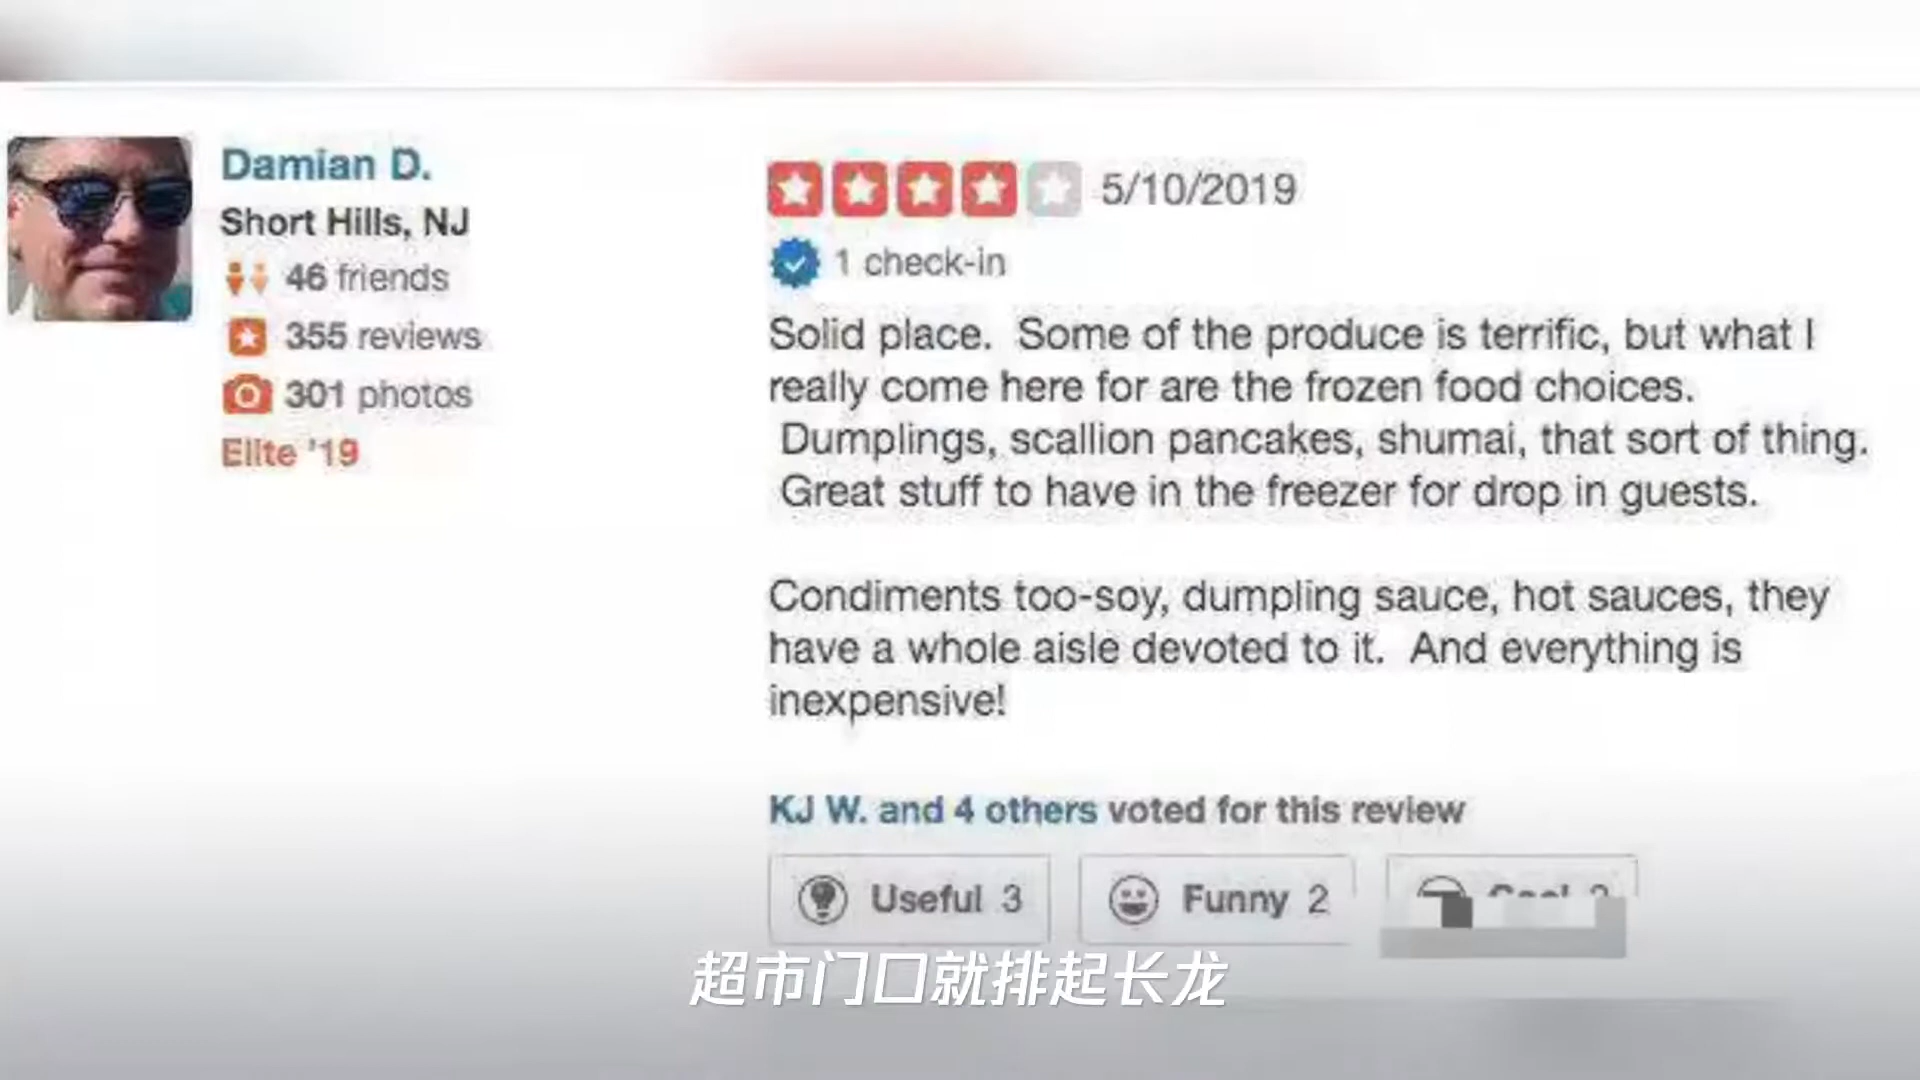 Damian D.
Short Hills, NJ
46 friends
355 reviews
301 photos
Elite '19
5/10/2019
1 check-in
Solid place. Some of the produce is terrific, but what I
really come here for are the frozen food choices.
Dumplings, scallion pancakes, shumai, that sort of thing.
Great stuff to have in the freezer for drop in guests.
Condiments too-soy, dumpling sauce, hot sauces, they
have a whole aisle devoted to it. And everything is
inexpensive!
KJ W. and 4 others voted for this review
Useful 3
Funny 2
超市门口就排起长龙